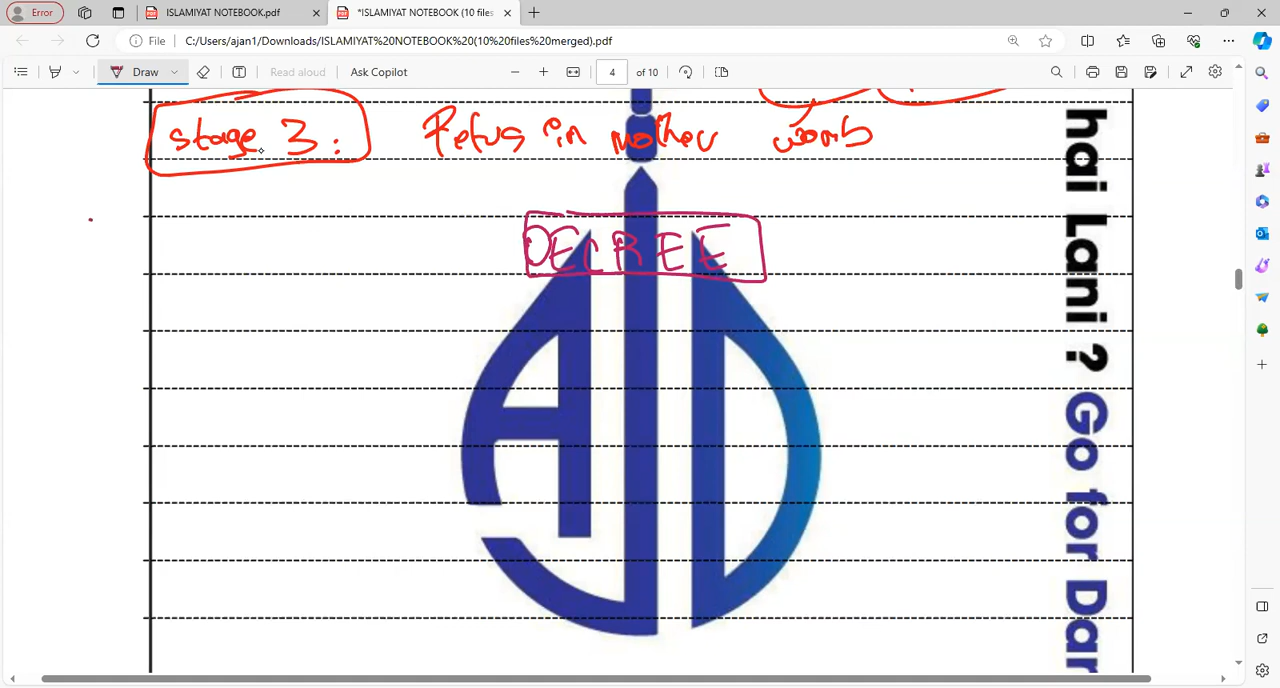 Error
ISLAMIYAT NOTEBOOK.pdf
*ISLAMIYAT NOTEBOOK (10 files
File
C:/Users/ajan1/Downloads/ISLAMIYAT%20NOTEBOOK%20(10%20files%20merged).pdf
Draw
Read aloud
Ask Copilot
4
of 10
stage 3: Fetus in mother womb
DECREE
hai Lani ? Go for Dar